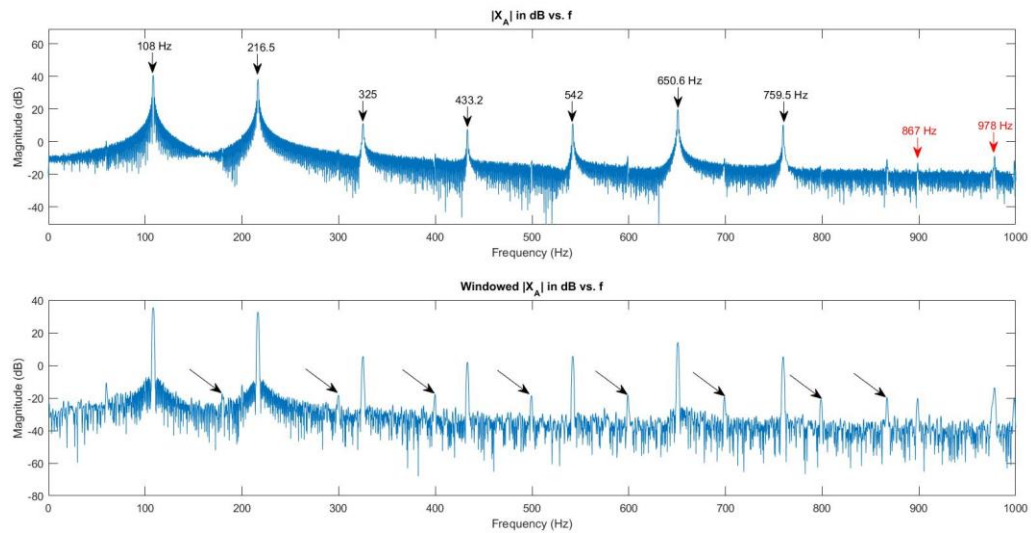 |X_A| in dB vs. f
108 Hz
216.5
325
433.2
542
650.6 Hz
759.5 Hz
867 Hz
978 Hz
Magnitude (dB)
60
40
20
0
-20
-40
0 100 200 300 400 500 600 700 800 900 1000
Frequency (Hz)
Windowed |X_A| in dB vs. f
Magnitude (dB)
40
20
0
-20
-40
-60
-80
0 100 200 300 400 500 600 700 800 900 1000
Frequency (Hz)